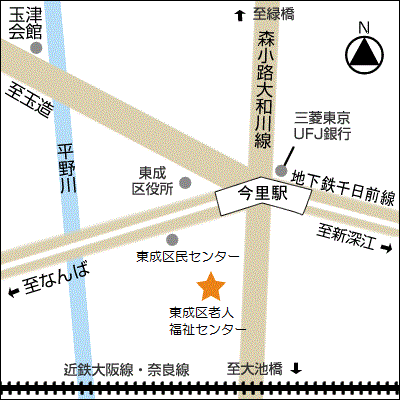 玉津
会館
至緑橋
森小路大和川線
N
至玉造
三菱東京
UFJ銀行
平野川
東成
区役所
今里駅
地下鉄千日前線
至新深江
東成区民センター
至なんば
東成区老人
福祉センター
近鉄大阪線・奈良線
至大池橋